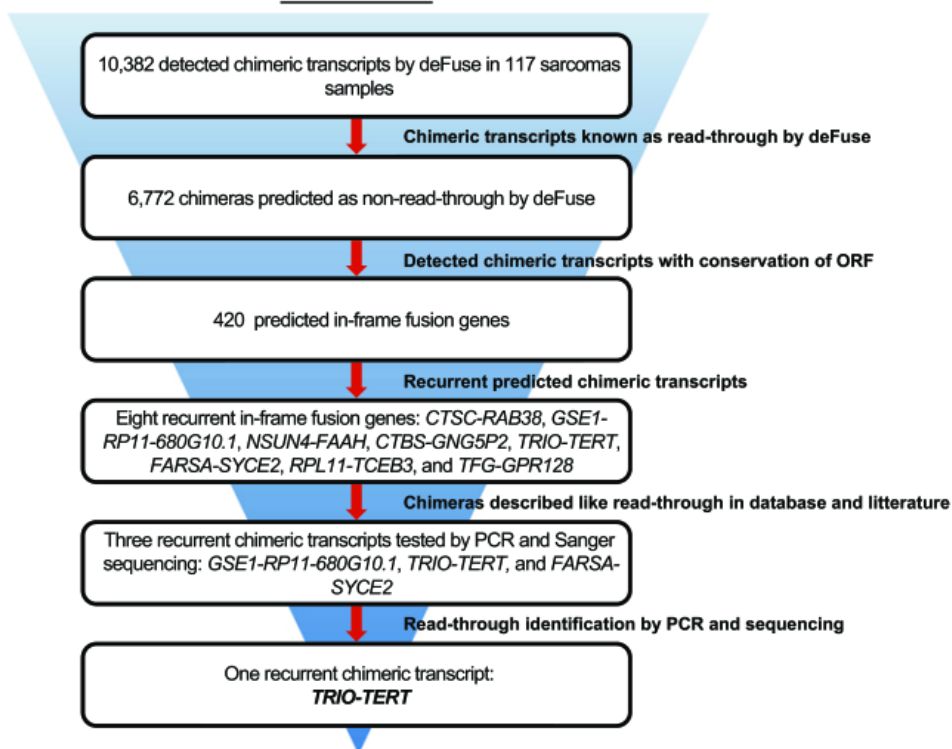 10,382 detected chimeric transcripts by deFuse in 117 sarcomas
samples
Chimeric transcripts known as read-through by deFuse
6,772 chimeras predicted as non-read-through by deFuse
Detected chimeric transcripts with conservation of ORF
420 predicted in-frame fusion genes
Recurrent predicted chimeric transcripts
Eight recurrent in-frame fusion genes: CTSC-RAB38, GSE1-
RP11-680G10.1, NSUN4-FAAH, CTBS-GNG5P2, TRIO-TERT,
FARSA-SYCE2, RPL11-TCEB3, and TFG-GPR128
Chimeras described like read-through in database and litterature
Three recurrent chimeric transcripts tested by PCR and Sanger
sequencing: GSE1-RP11-680G10.1, TRIO-TERT, and FARSA-
SYCE2
Read-through identification by PCR and sequencing
One recurrent chimeric transcript:
TRIO-TERT